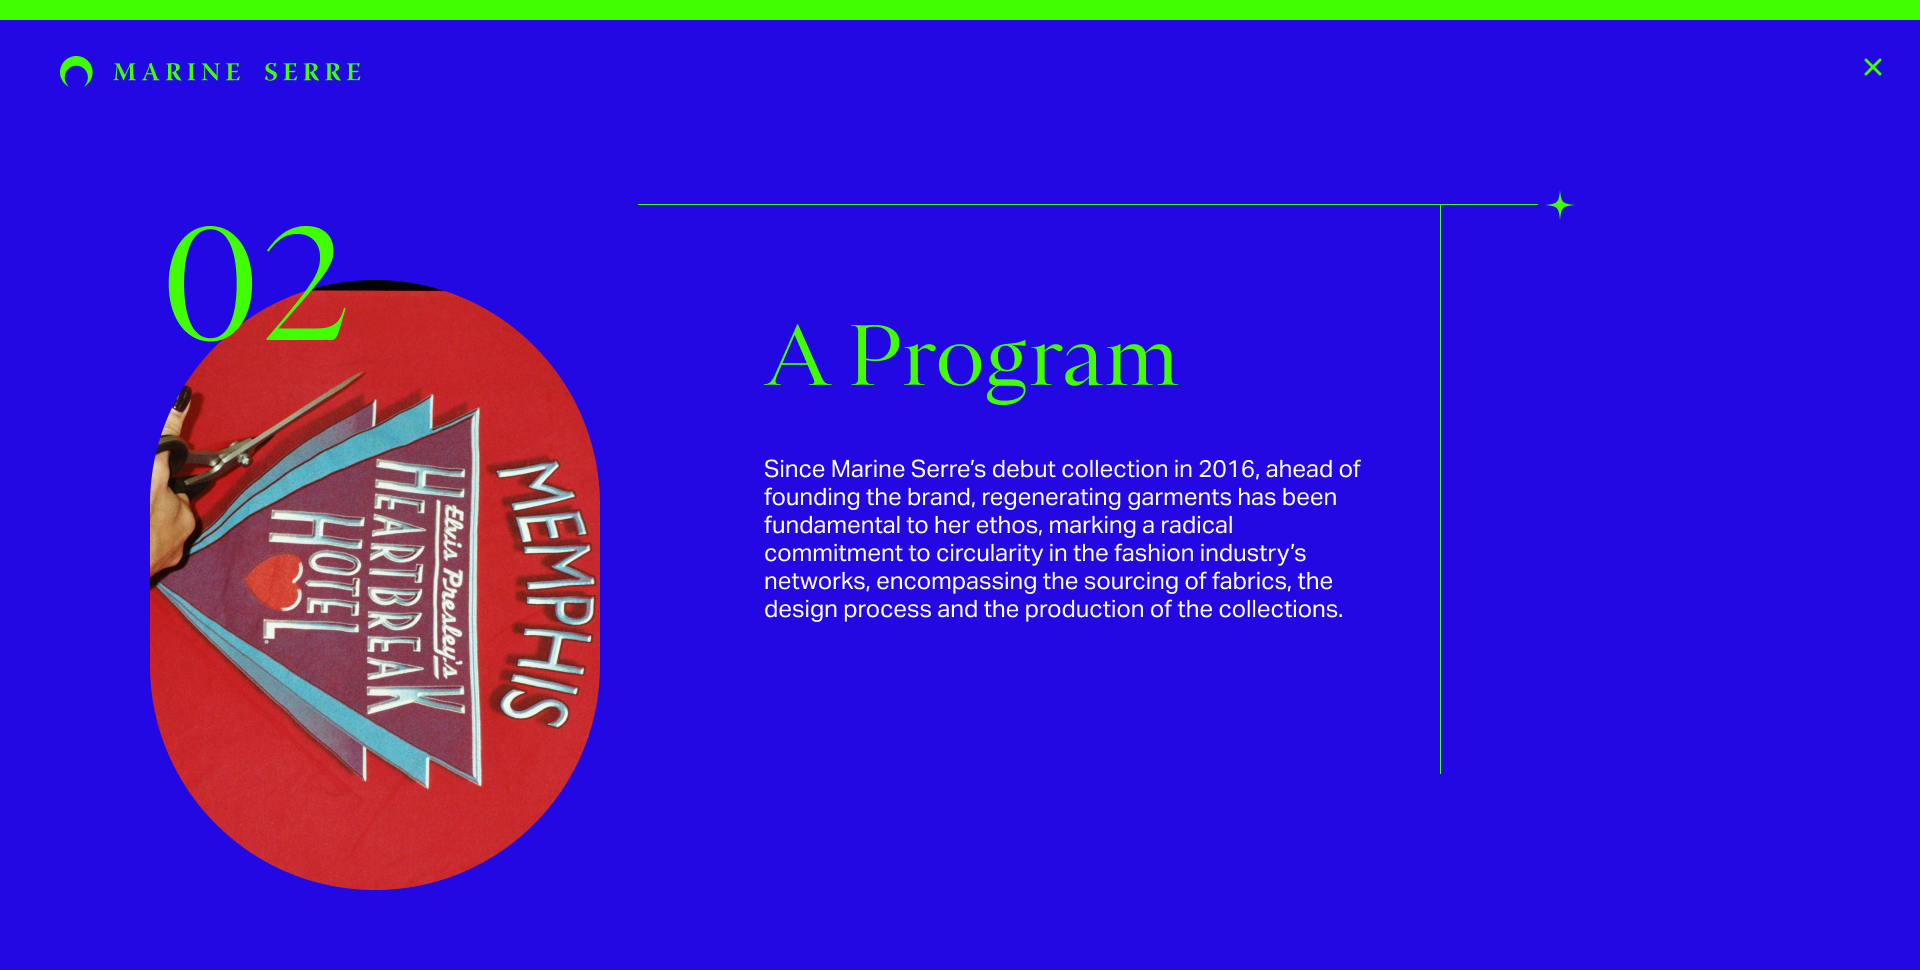 MARINE SERRE
02
MEMPHIS
Elvis Presley's
HEARTBREAK
HOTEL
A Program
Since Marine Serre’s debut collection in 2016, ahead of
founding the brand, regenerating garments has been
fundamental to her ethos, marking a radical
commitment to circularity in the fashion industry’s
networks, encompassing the sourcing of fabrics, the
design process and the production of the collections.